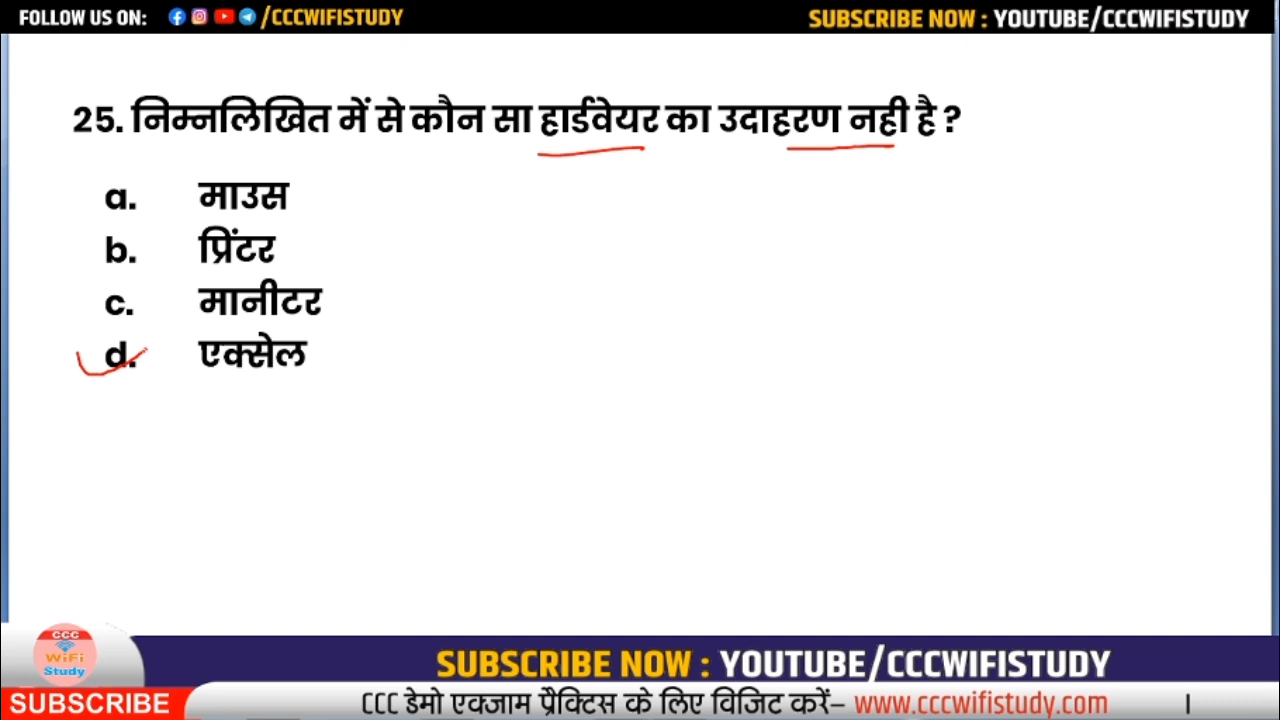 FOLLOW US ON: /CCCWIFISTUDY
SUBSCRIBE NOW : YOUTUBE/CCCWIFISTUDY
25. निम्नलिखित में से कौन सा हार्डवेयर का उदाहरण नही है ?
a. माउस
b. प्रिंटर
c. मानीटर
d. एक्सेल
CCC
WiFi
Study
SUBSCRIBE NOW : YOUTUBE/CCCWIFISTUDY
SUBSCRIBE
CCC डेमो एक्जाम प्रैक्टिस के लिए विजिट करें– www.cccwifistudy.com